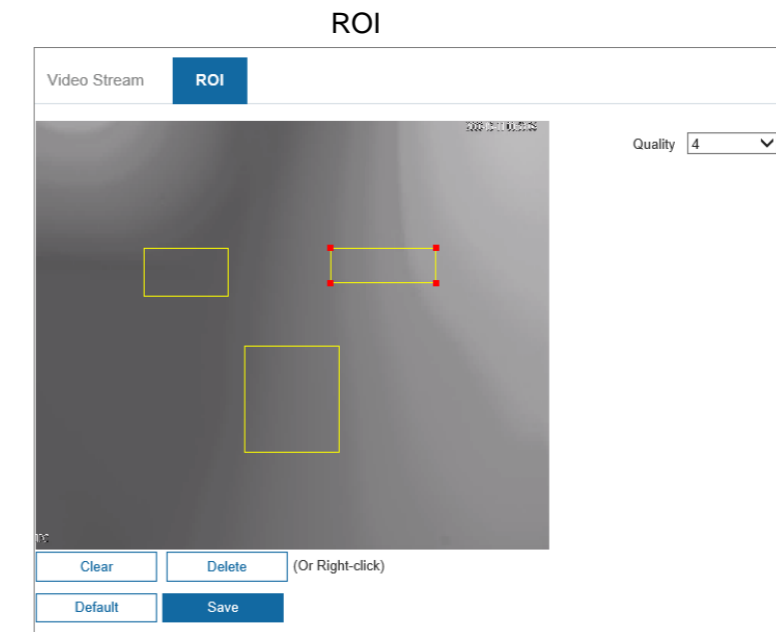 ROI
Video Stream ROI
Quality 4
Clear Delete (Or Right-click)
Default Save